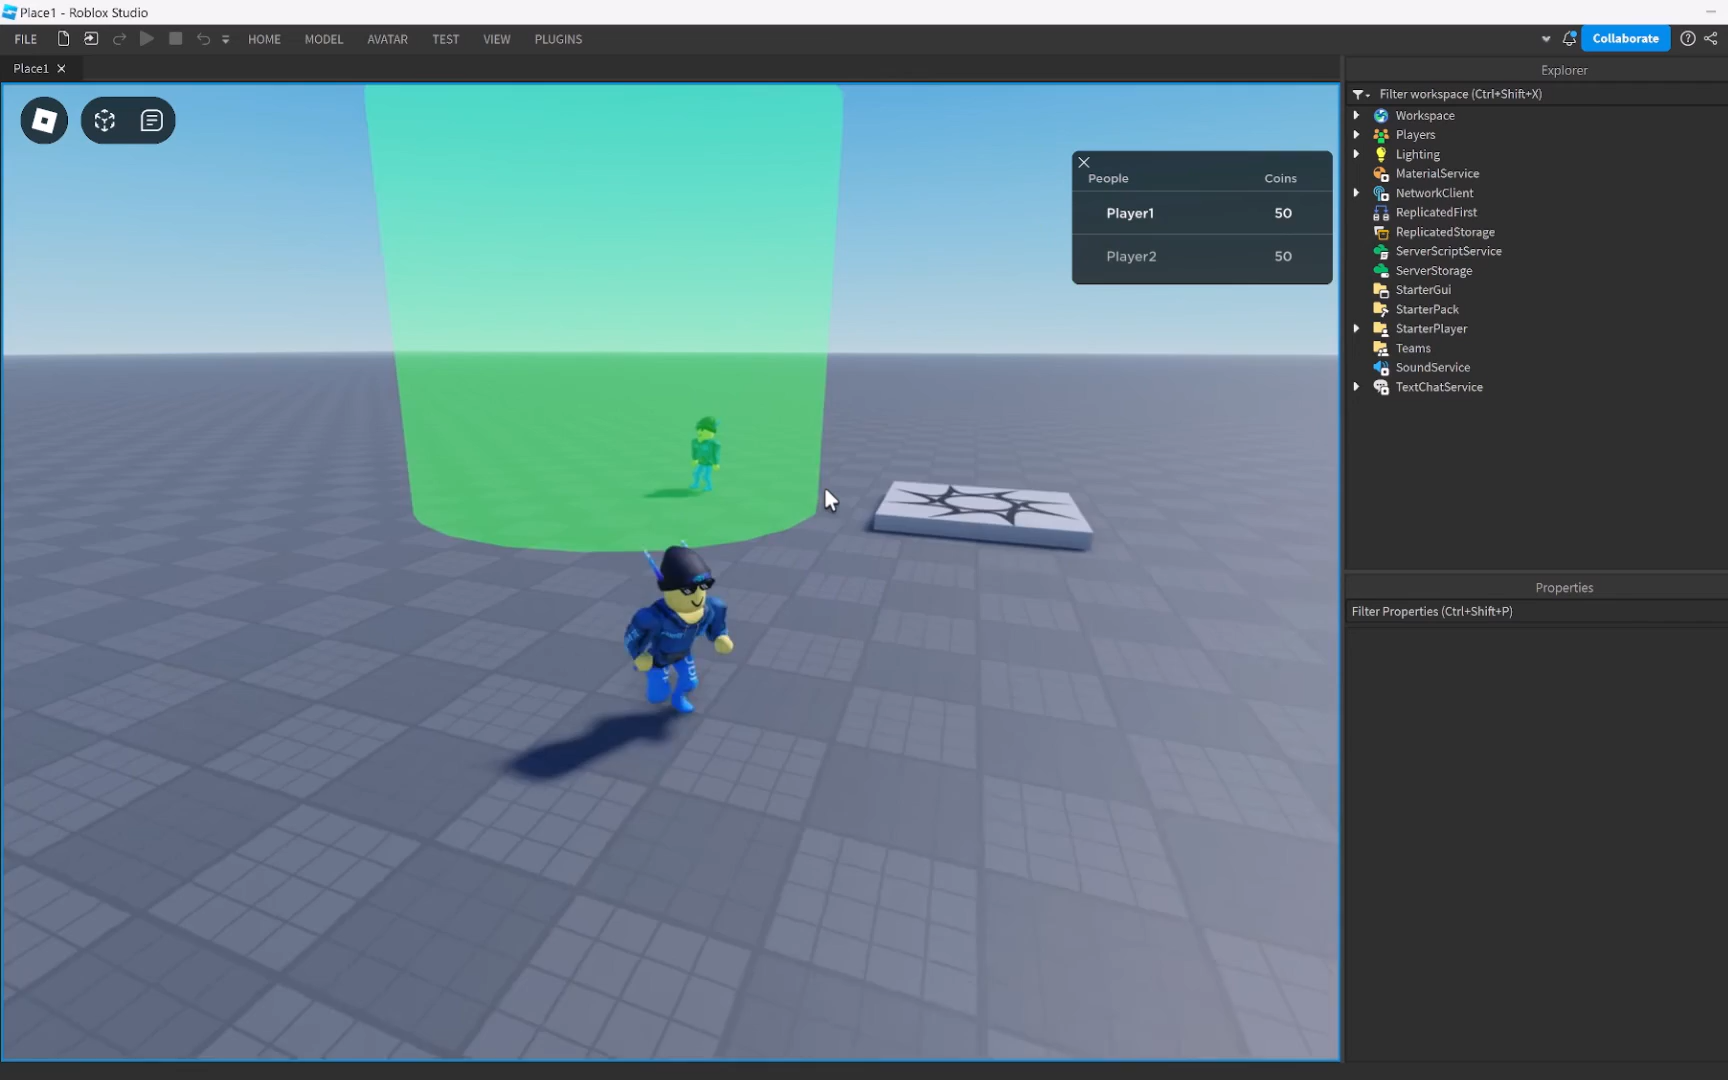 Place1 - Roblox Studio
FILE HOME MODEL AVATAR TEST VIEW PLUGINS Collaborate
Place1
Explorer
Filter workspace (Ctrl+Shift+X)
Workspace
Players
Lighting
MaterialService
NetworkClient
ReplicatedFirst
ReplicatedStorage
ServerScriptService
ServerStorage
StarterGui
StarterPack
StarterPlayer
Teams
SoundService
TextChatService
People Coins
Player1 50
Player2 50
Properties
Filter Properties (Ctrl+Shift+P)